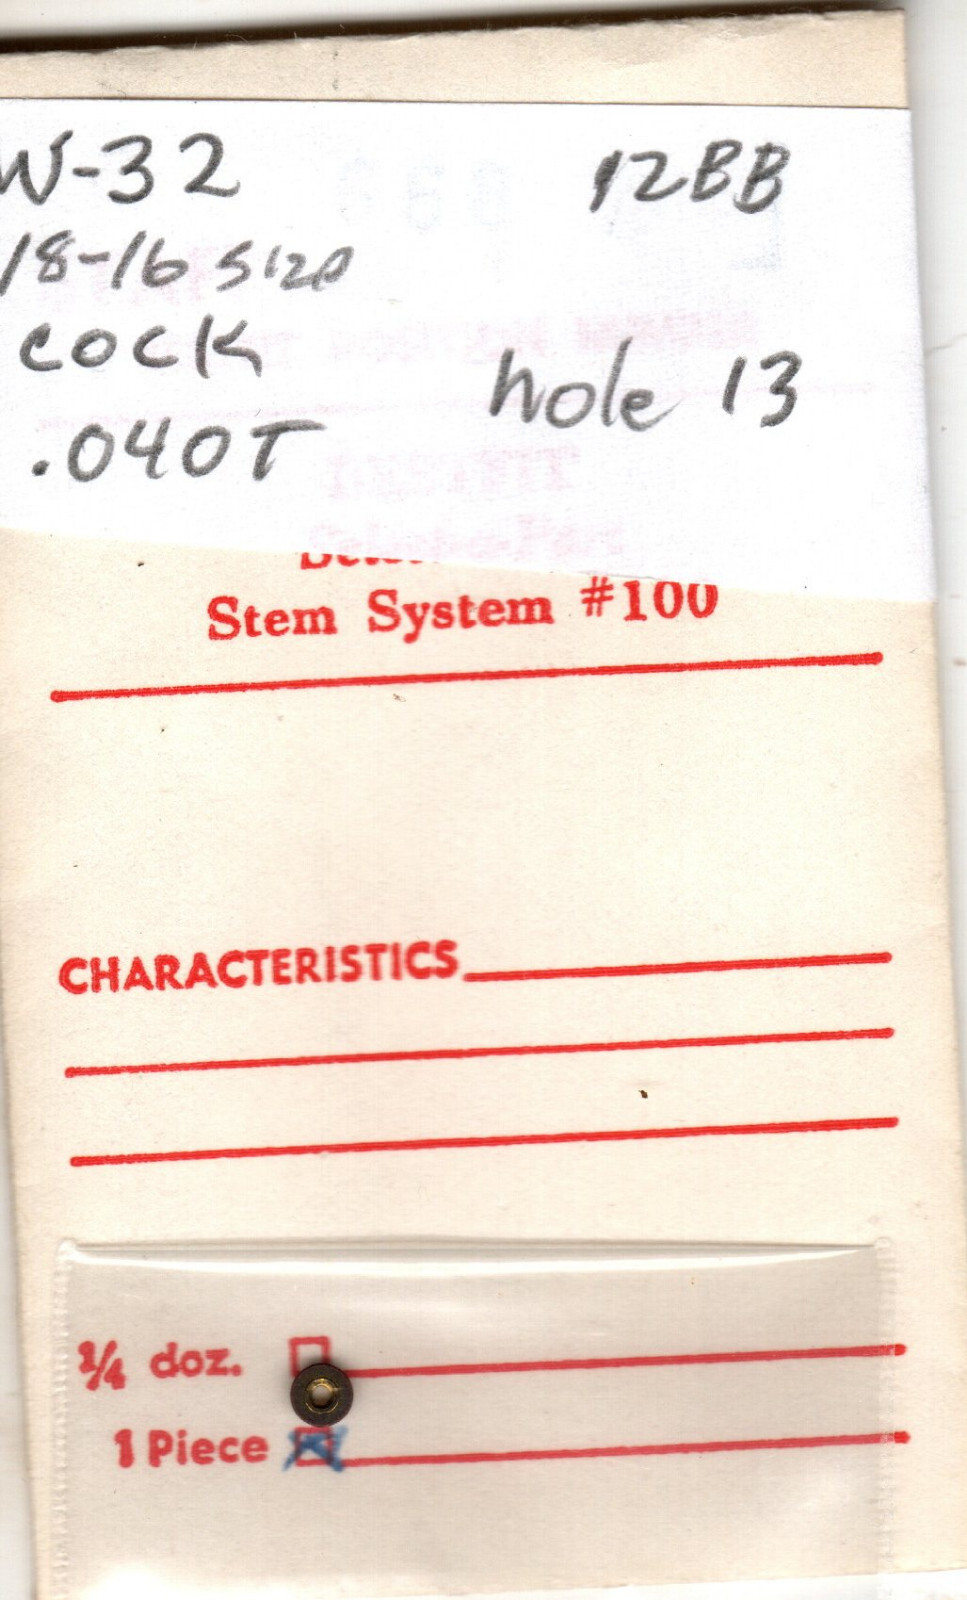 W-32
12BB
18-16 size
cock
hole 13
.040T
Stem System #100
CHARACTERISTICS
1/4 doz.
1 Piece